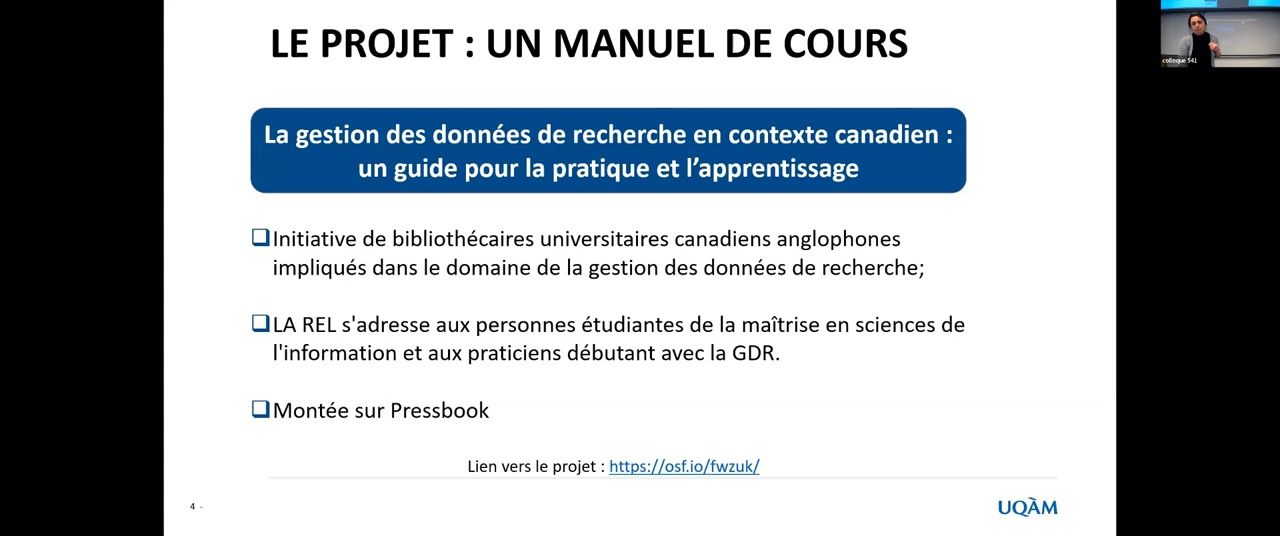 LE PROJET : UN MANUEL DE COURS
colloque 541
La gestion des données de recherche en contexte canadien :
un guide pour la pratique et l'apprentissage
Initiative de bibliothécaires universitaires canadiens anglophones
impliqués dans le domaine de la gestion des données de recherche;
LA REL s'adresse aux personnes étudiantes de la maîtrise en sciences de
l'information et aux praticiens débutant avec la GDR.
Montée sur Pressbook
Lien vers le projet : https://osf.io/fwzuk/
4 -
UQÀM